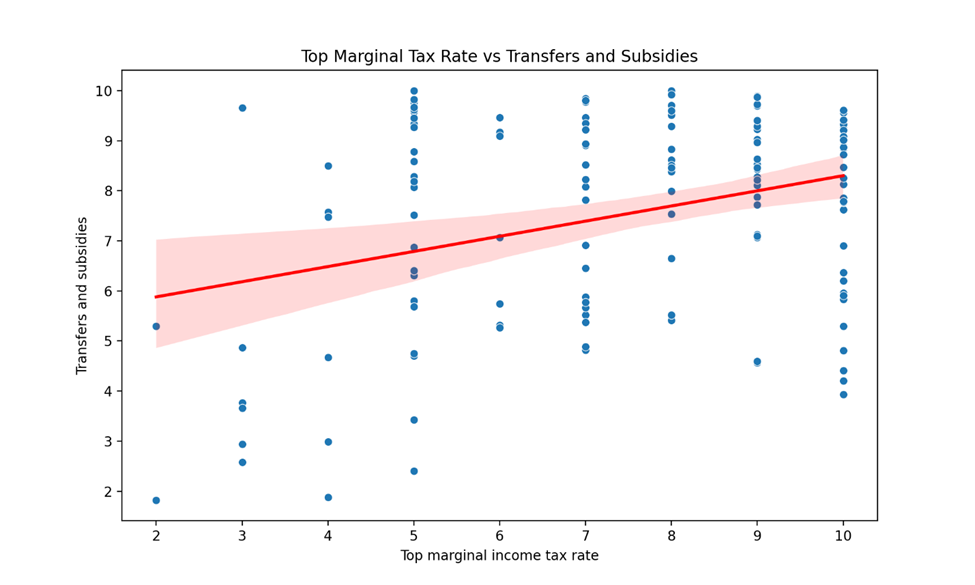 Top Marginal Tax Rate vs Transfers and Subsidies
10
9
8
7
6
5
4
3
2
Transfers and subsidies
2 3 4 5 6 7 8 9 10
Top marginal income tax rate